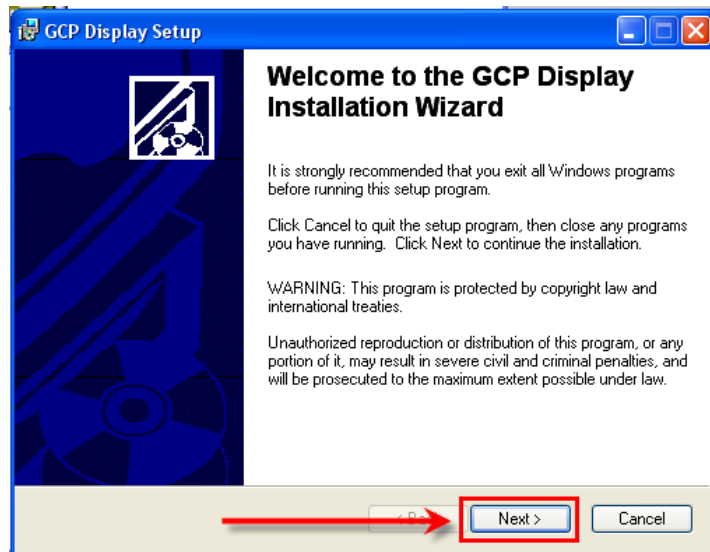 GCP Display Setup
Welcome to the GCP Display
Installation Wizard
It is strongly recommended that you exit all Windows programs
before running this setup program.
Click Cancel to quit the setup program, then close any programs
you have running. Click Next to continue the installation.
WARNING: This program is protected by copyright law and
international treaties.
Unauthorized reproduction or distribution of this program, or any
portion of it, may result in severe civil and criminal penalties, and
will be prosecuted to the maximum extent possible under law.
Next > Cancel